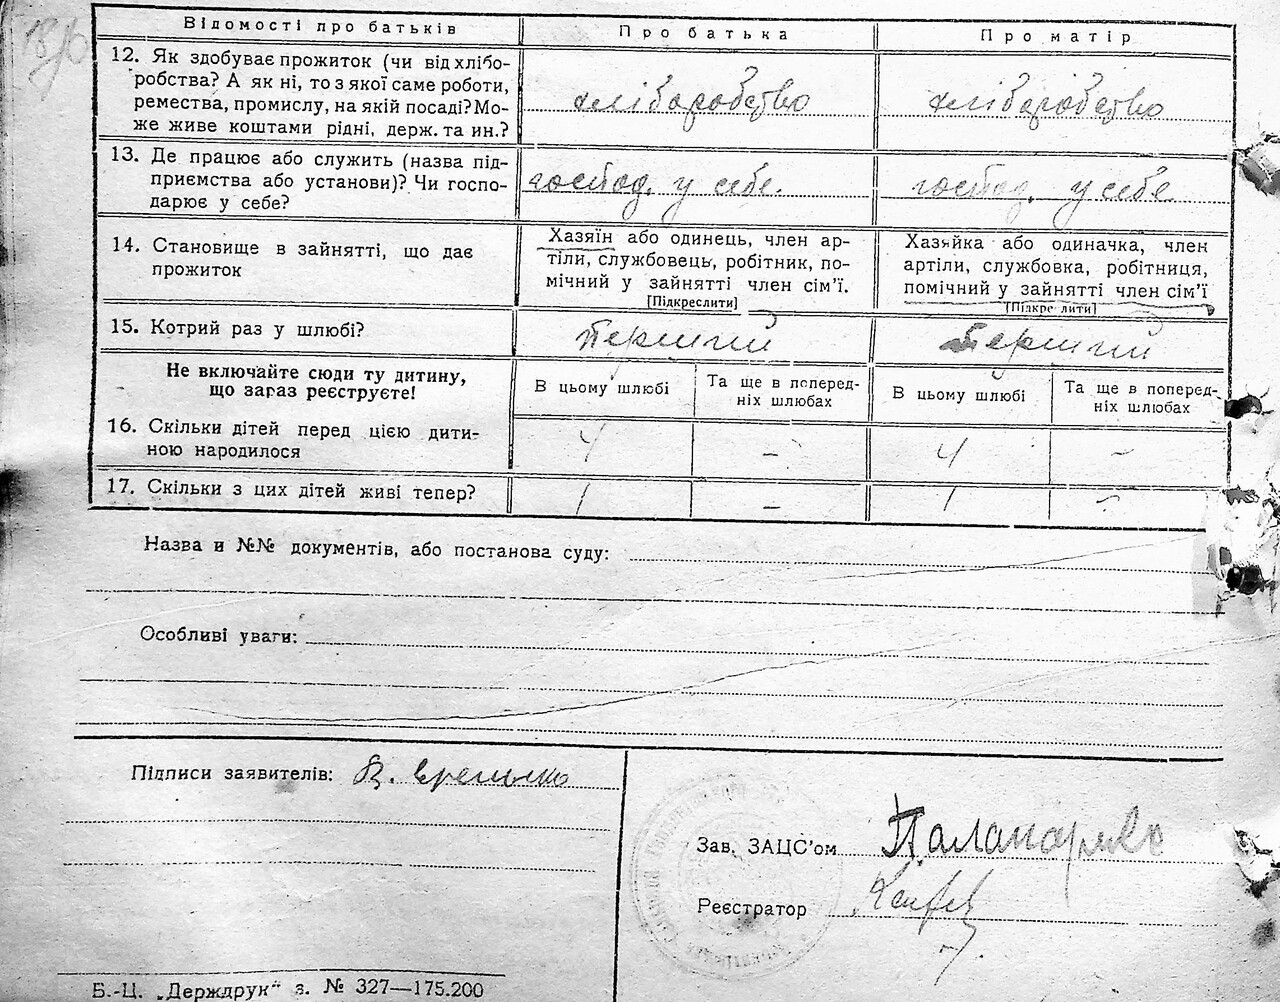 Відомості про батьків
Про батька
Про матір
12. Як здобуває прожиток (чи від хлібо-
робства? А як ні, то з якої саме роботи,
ремества, промислу, на якій посаді? Мо-
же живе коштами рідні, держ. та ин.?
хліборобство
хліборобство
13. Де працює або служить (назва під-
приємства або установи)? Чи госпо-
дарює у себе?
господ. у себе.
господ. у себе
14. Становище в зайнятті, що дає
прожиток
Хазяїн або одинець, член ар-
тіли, службовець, робітник, по-
мічний у зайнятті член сім’ї.
[Підкреслити]
Хазяйка або одиначка, член
артіли, службовка, робітниця,
помічний у зайнятті член сім’ї
[Підкреслити]
15. Котрий раз у шлюбі?
Перший
Перший
Не включайте сюди ту дитину,
що зараз реєструєте!
В цьому шлюбі
Та ще в поперед-
ніх шлюбах
В цьому шлюбі
Та ще в поперед-
ніх шлюбах
16. Скільки дітей перед цією дити-
ною народилося
4
–
4
–
17. Скільки з цих дітей живі тепер?
1
–
1
–
Назва и №№ документів, або постанова суду:
Особливі уваги:
Підписи заявителів:
Зав. ЗАЦС’ом
Реєстратор
Б.-Ц. „Держдрук“ з. № 327—175.200